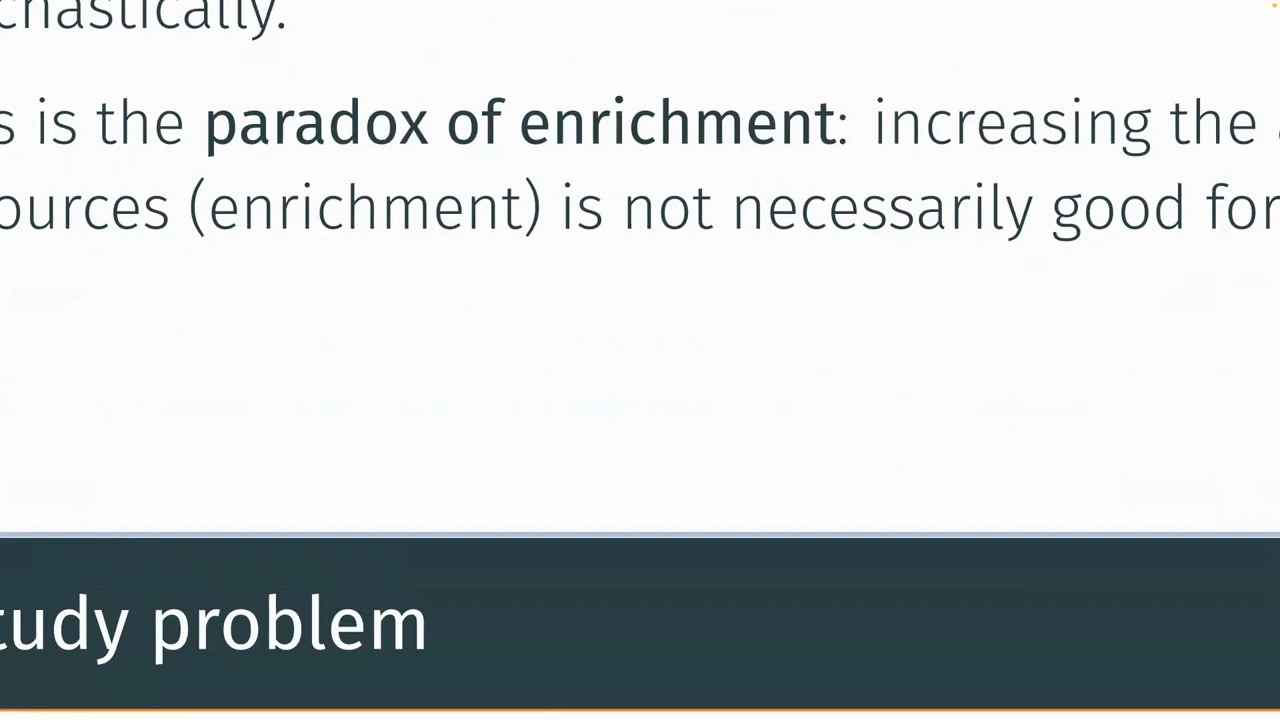 chastically.
s is the paradox of enrichment: increasing the
ources (enrichment) is not necessarily good for
tudy problem